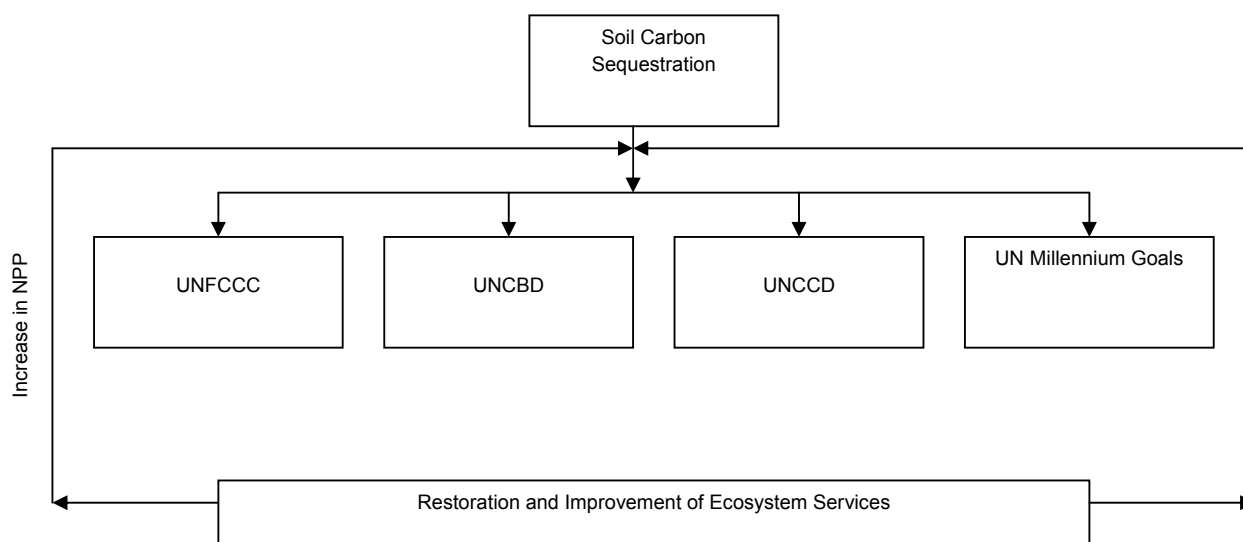 Soil Carbon
Sequestration
Increase in NPP
UNFCCC
UNCBD
UNCCD
UN Millennium Goals
Restoration and Improvement of Ecosystem Services